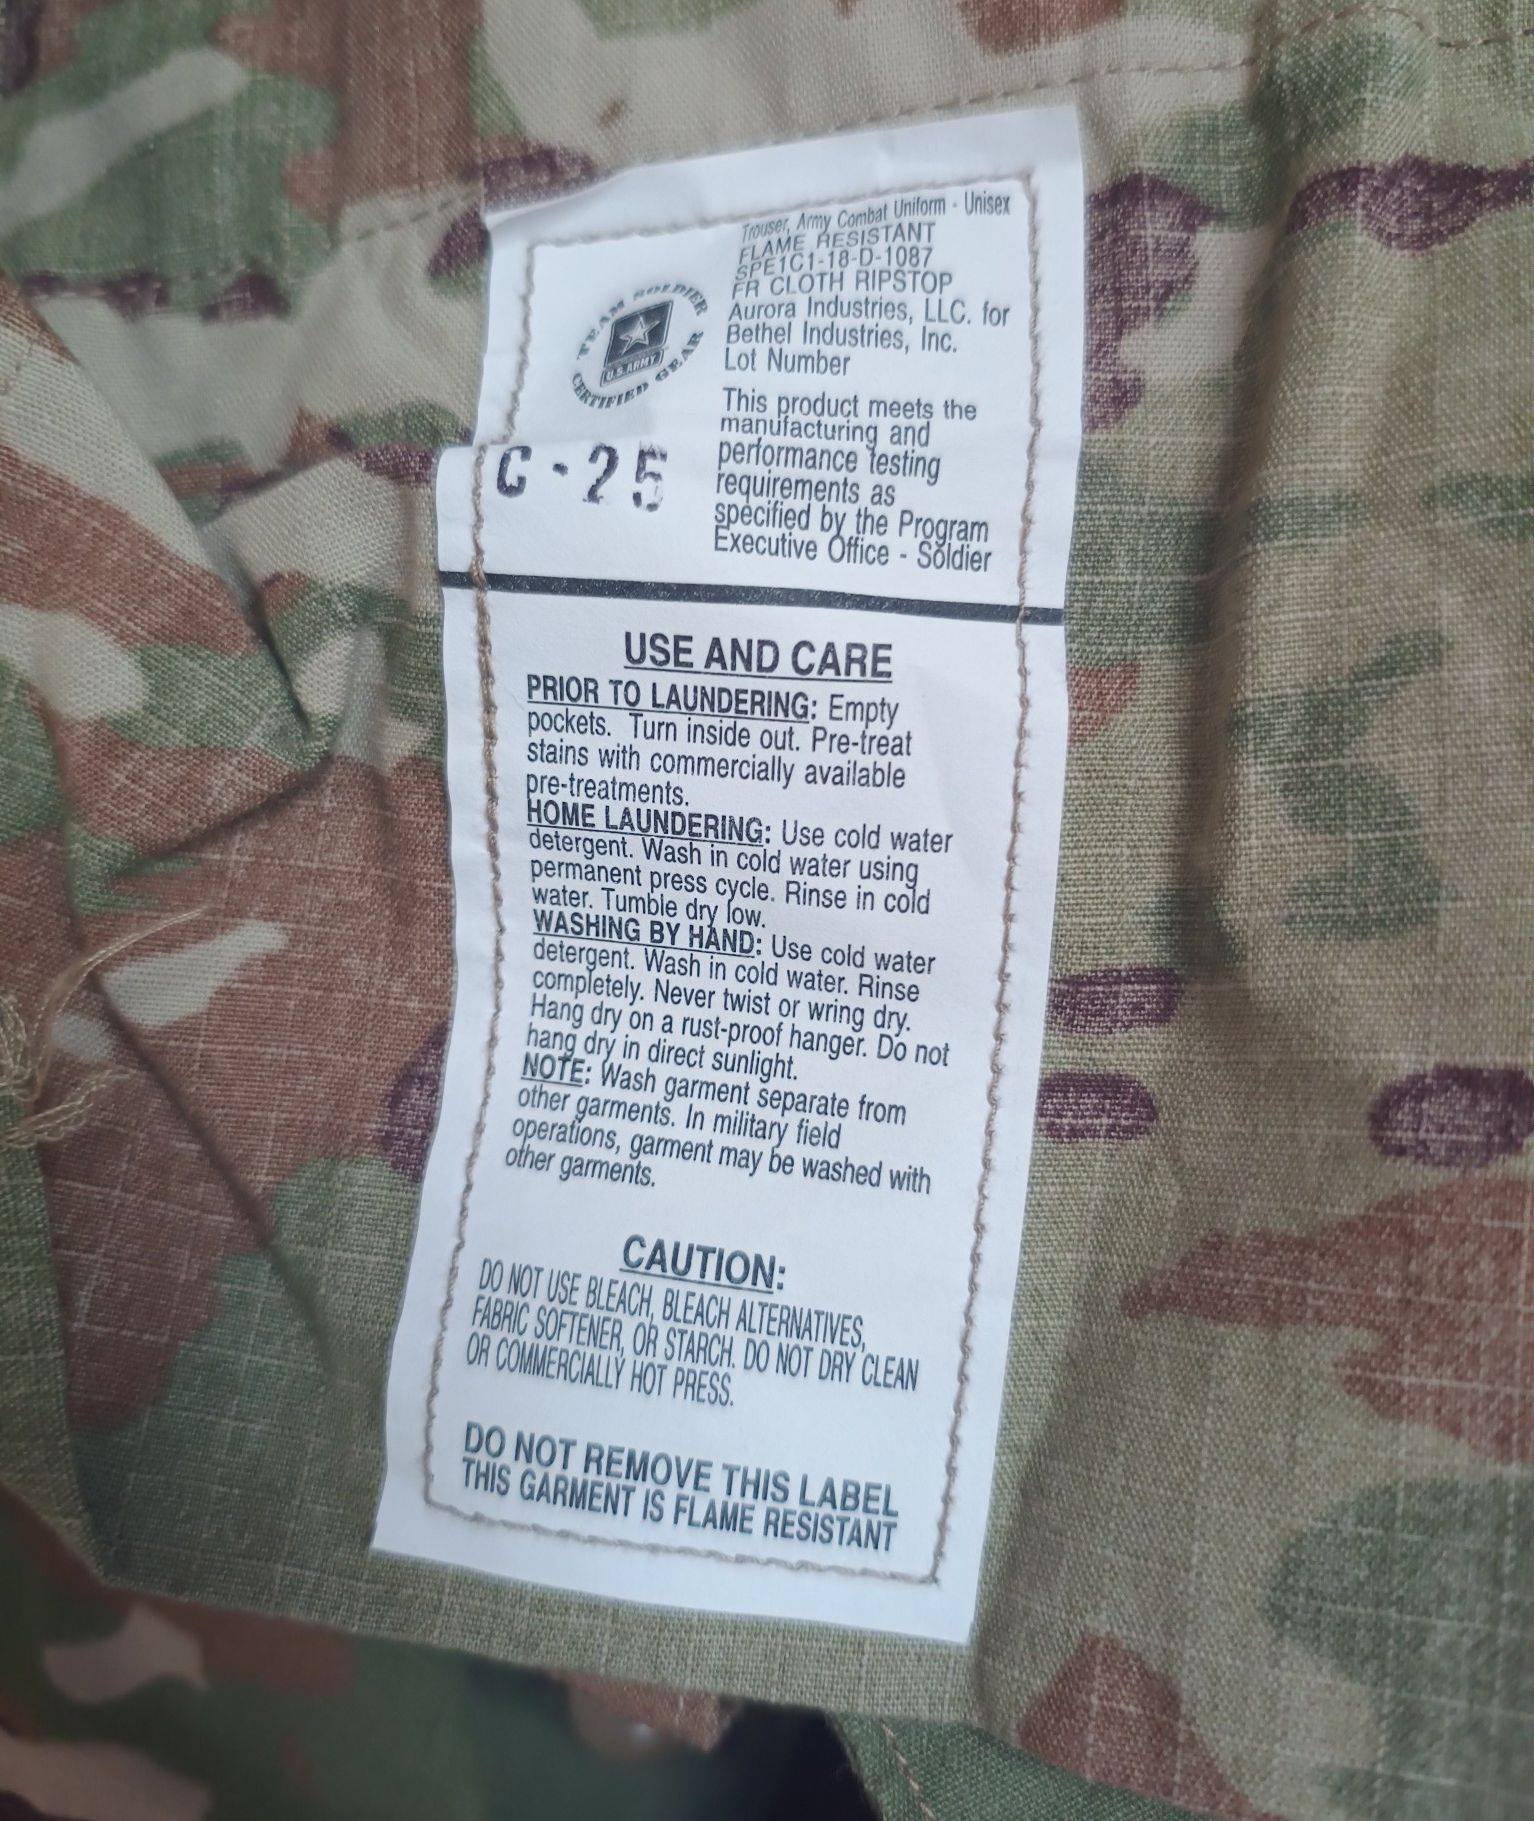 Trouser, Army Combat Uniform - Unisex
FLAME RESISTANT
SPE1C1-18-D-1087
FR CLOTH RIPSTOP
Aurora Industries, LLC. for
Bethel Industries, Inc.
Lot Number
TEAM SOLDIER
U.S.ARMY
CERTIFIED GEAR
This product meets the
manufacturing and
performance testing
requirements as
specified by the Program
Executive Office - Soldier
G-25
USE AND CARE
PRIOR TO LAUNDERING: Empty
pockets. Turn inside out. Pre-treat
stains with commercially available
pre-treatments.
HOME LAUNDERING: Use cold water
detergent. Wash in cold water using
permanent press cycle. Rinse in cold
water. Tumble dry low.
WASHING BY HAND: Use cold water
detergent. Wash in cold water. Rinse
completely. Never twist or wring dry.
Hang dry on a rust-proof hanger. Do not
hang dry in direct sunlight.
NOTE: Wash garment separate from
other garments. In military field
operations, garment may be washed with
other garments.
CAUTION:
DO NOT USE BLEACH, BLEACH ALTERNATIVES,
FABRIC SOFTENER, OR STARCH. DO NOT DRY CLEAN
OR COMMERCIALLY HOT PRESS.
DO NOT REMOVE THIS LABEL
THIS GARMENT IS FLAME RESISTANT